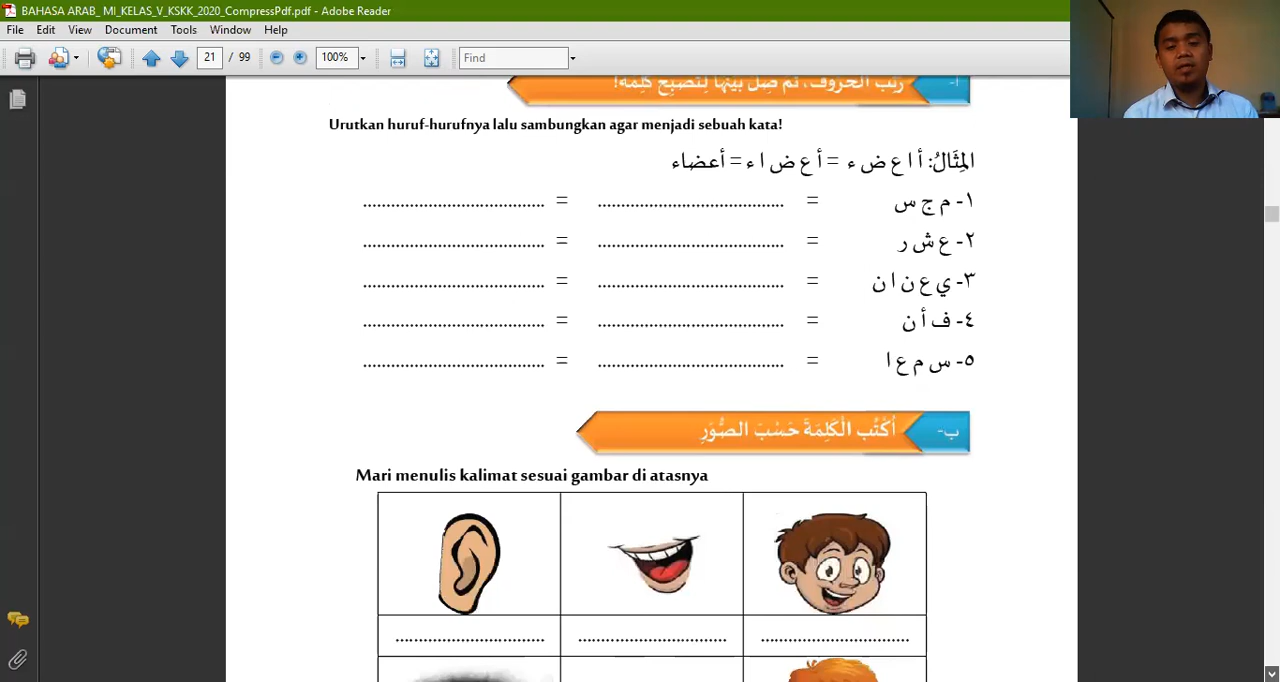 BAHASA ARAB_ MI_KELAS_V_KSKK_2020_CompressPdf.pdf - Adobe Reader
File Edit View Document Tools Window Help
21 / 99 100% Find
أ- رَتِّبِ الْحُرُوْفَ، ثُمَّ صِلْ بَيْنَهَا لِتُصْبِحَ كَلِمَةً!
Urutkan huruf-hurufnya lalu sambungkan agar menjadi sebuah kata!
المِثَالُ: أ ا ع ض ء = أ ع ض ا ء = أعضاء
١- م ج س = ........................................ = .......................................
٢- ع ش ر = ........................................ = .......................................
٣- ي ع ن ا ن = ........................................ = .......................................
٤- ف أ ن = ........................................ = .......................................
٥- س م ع ا = ........................................ = .......................................
ب- اُكْتُبِ الْكَلِمَةَ حَسْبَ الصُّوَرِ
Mari menulis kalimat sesuai gambar di atasnya
................................ ................................ ................................